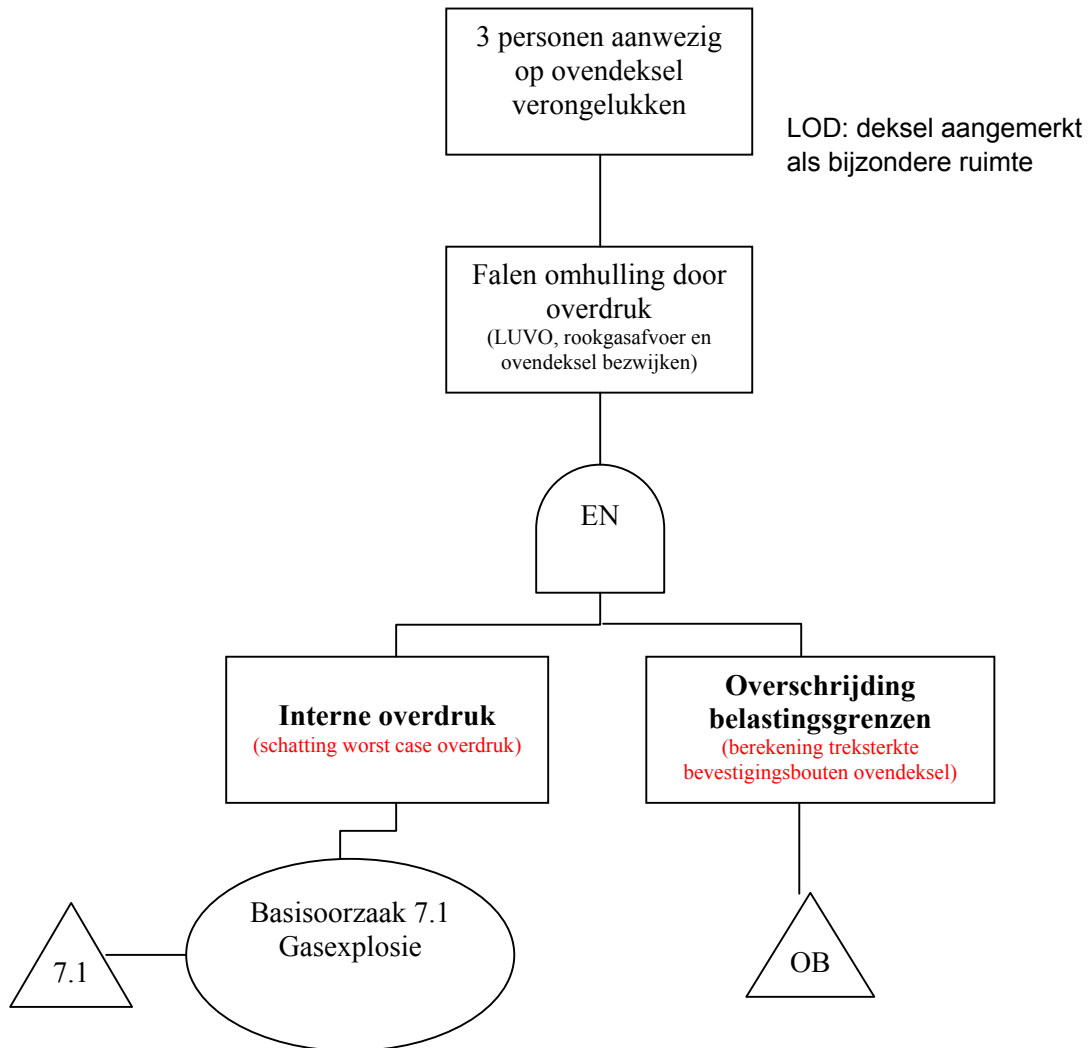 3 personen aanwezig
op ovendeksel
verongelukken
LOD: deksel aangemerkt
als bijzondere ruimte
Falen omhulling door
overdruk
(LUVO, rookgasafvoer en
ovendeksel bezwijken)
EN
Interne overdruk
(schatting worst case overdruk)
Overschrijding
belastingsgrenzen
(berekening treksterkte
bevestigingsbouten ovendeksel)
Basisoorzaak 7.1
Gasexplosie
7.1
OB